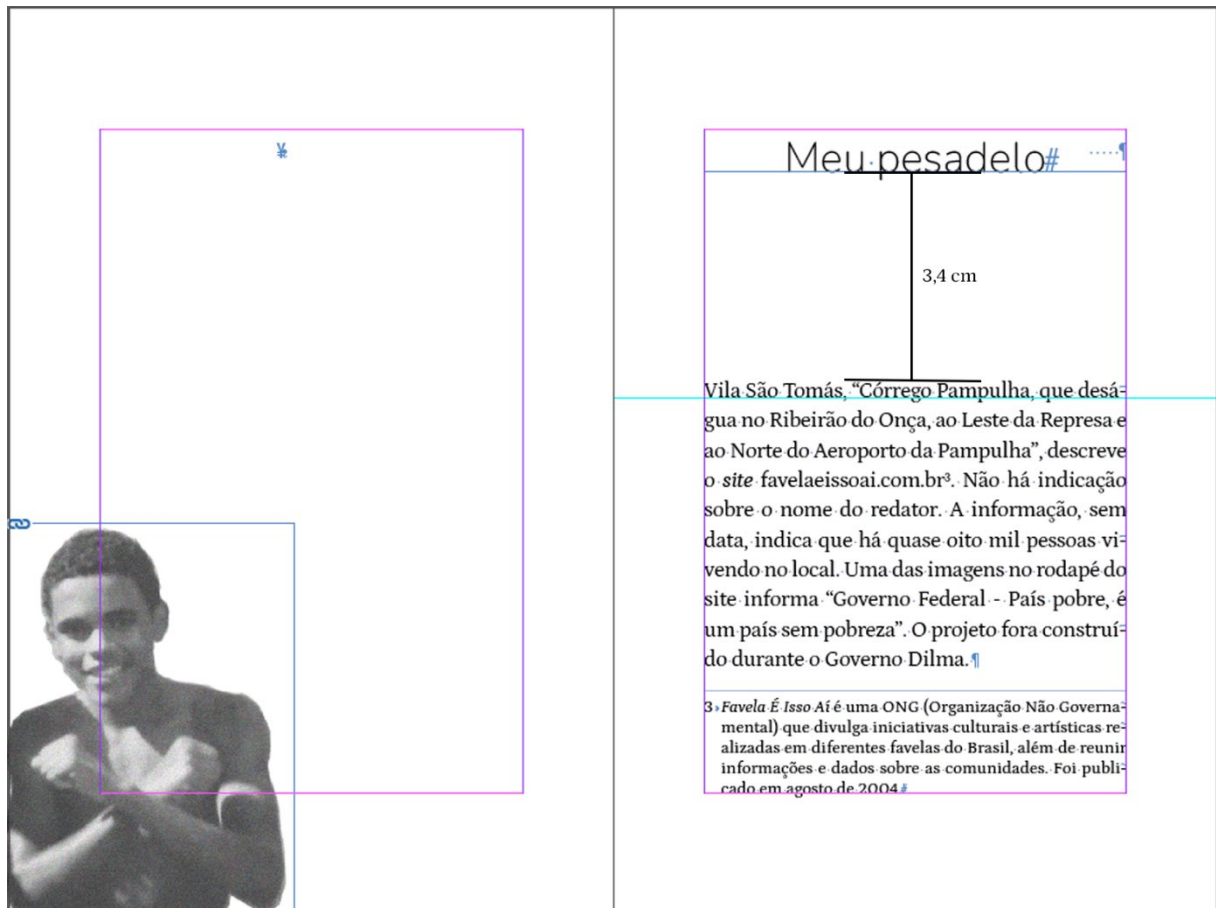 Meu pesadelo
3,4 cm
Vila São Tomás, “Córrego Pampulha, que desá-
gua no Ribeirão do Onça, ao Leste da Represa e
ao Norte do Aeroporto da Pampulha”, descreve
o site favelaeissoai.com.br³. Não há indicação
sobre o nome do redator. A informação, sem
data, indica que há quase oito mil pessoas vi-
vendo no local. Uma das imagens no rodapé do
site informa “Governo Federal - País pobre, é
um país sem pobreza”. O projeto fora construí-
do durante o Governo Dilma.
3 Favela É Isso Aí é uma ONG (Organização Não Governa-
mental) que divulga iniciativas culturais e artísticas re-
alizadas em diferentes favelas do Brasil, além de reunir
informações e dados sobre as comunidades. Foi publi-
cado em agosto de 2004